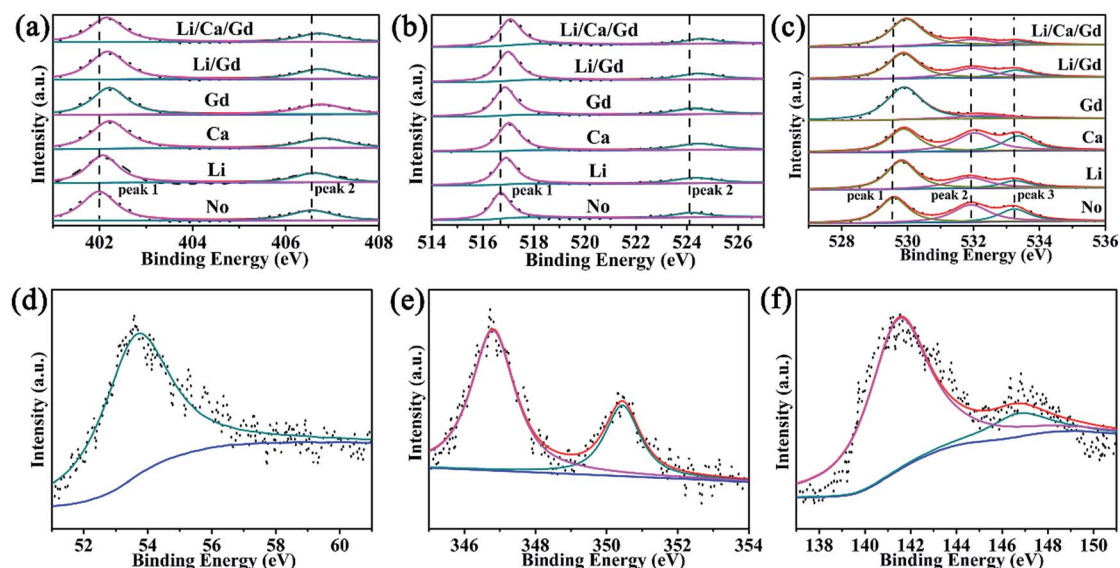 (a)
Intensity (a.u.)
Li/Ca/Gd
Li/Gd
Gd
Ca
Li
peak 1
peak 2
No
402 404 406 408
Binding Energy (eV)
(b)
Intensity (a.u.)
Li/Ca/Gd
Li/Gd
Gd
Ca
Li
peak 1
peak 2
No
514 516 518 520 522 524 526
Binding Energy (eV)
(c)
Intensity (a.u.)
Li/Ca/Gd
Li/Gd
Gd
Ca
Li
peak 1
peak 2
peak 3
No
528 530 532 534 536
Binding Energy (eV)
(d)
Intensity (a.u.)
52 54 56 58 60
Binding Energy (eV)
(e)
Intensity (a.u.)
346 348 350 352 354
Binding Energy (eV)
(f)
Intensity (a.u.)
138 140 142 144 146 148 150
Binding Energy (eV)